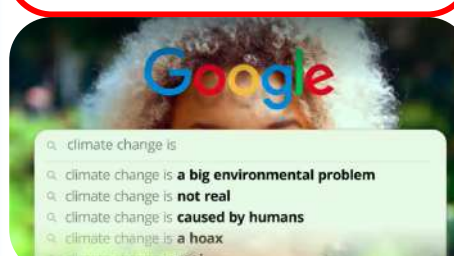 Google
climate change is
climate change is a big environmental problem
climate change is not real
climate change is caused by humans
climate change is a hoax